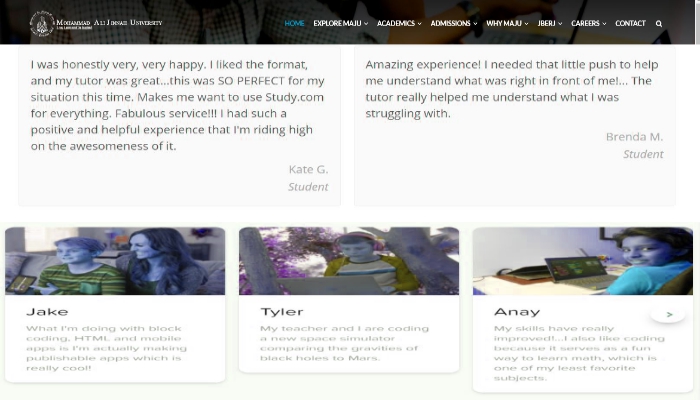 Mohammad Ali Jinnah University
HOME EXPLORE MAJU ACADEMICS ADMISSIONS WHY MAJU JBERJ CAREERS CONTACT
I was honestly very, very happy. I liked the format,
and my tutor was great...this was SO PERFECT for my
situation this time. Makes me want to use Study.com
for everything. Fabulous service!!! I had such a
positive and helpful experience that I'm riding high
on the awesomeness of it.
Kate G.
Student
Amazing experience! I needed that little push to help
me understand what was right in front of me!... The
tutor really helped me understand what I was
struggling with.
Brenda M.
Student
Jake
What I'm doing with block
coding, HTML and mobile
apps is I'm actually making
publishable apps which is
really cool!
Tyler
My teacher and I are coding
a new space simulator
comparing the gravities of
black holes to Mars.
Anay
My skills have really
improved!...I also like coding
because it serves as a fun
way to learn math, which is
one of my least favorite
subjects.
>